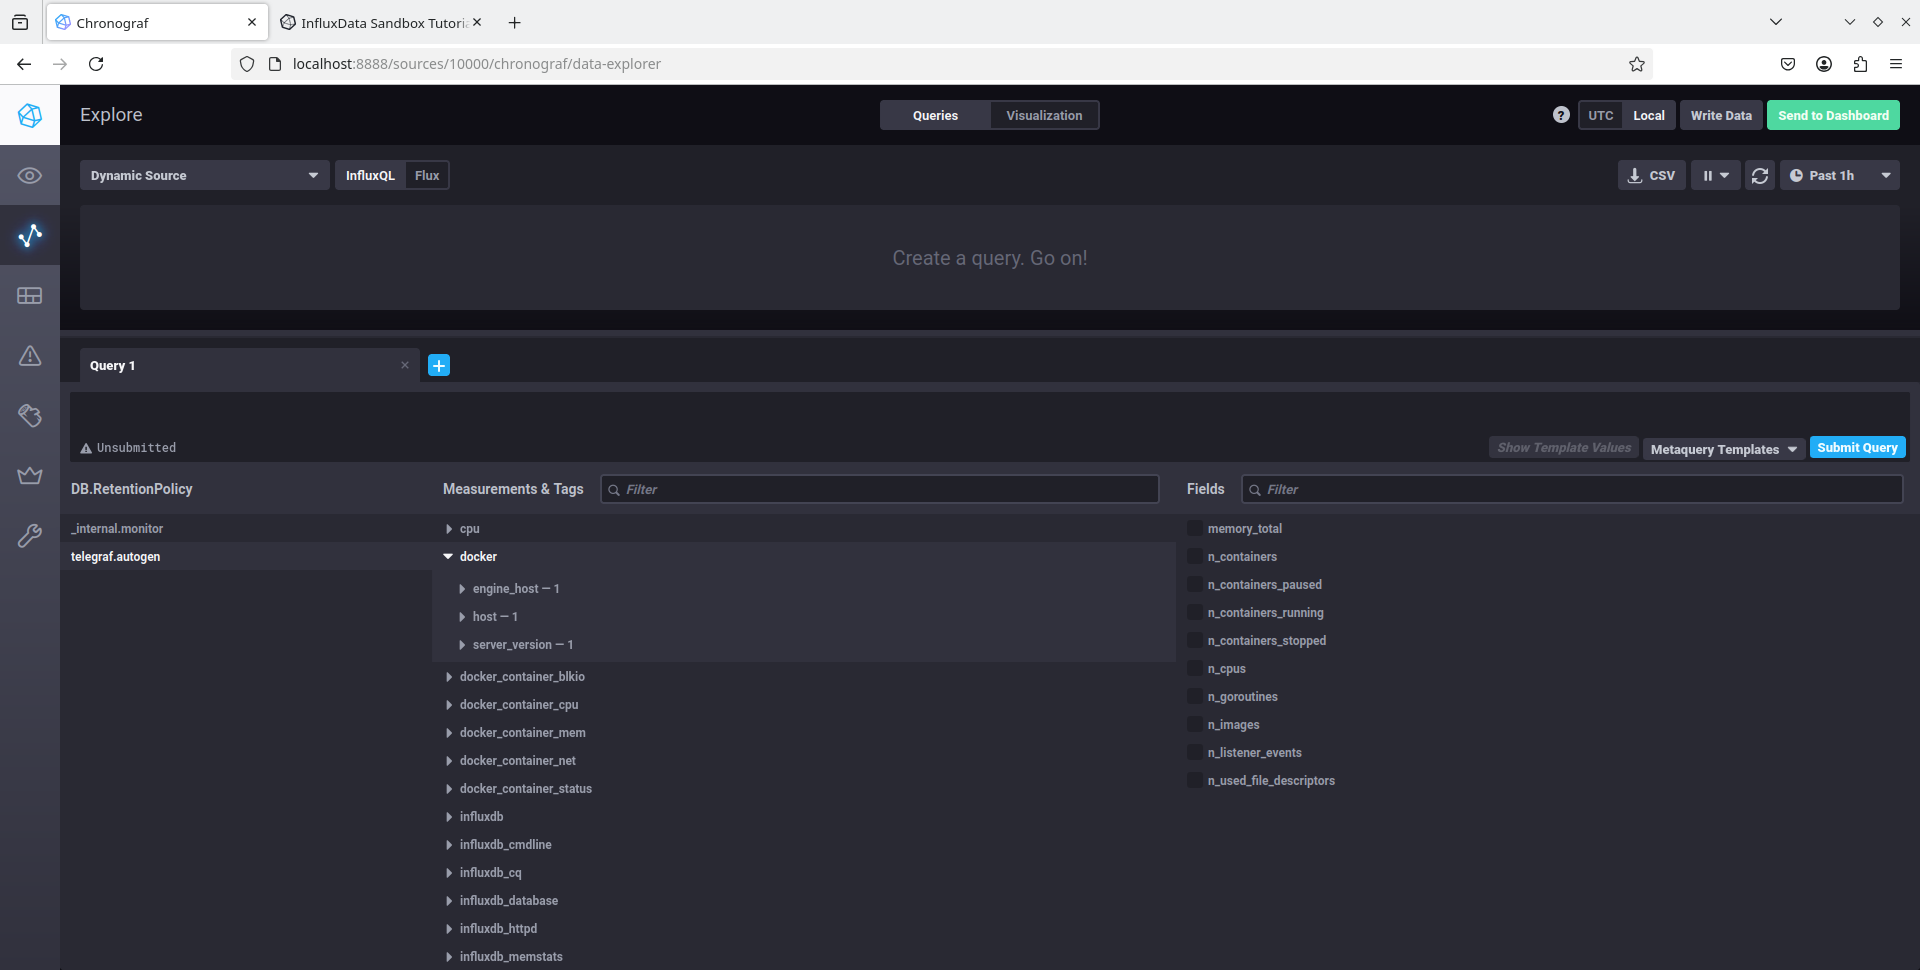 Chronograf
InfluxData Sandbox Tutori
localhost:8888/sources/10000/chronograf/data-explorer
Explore
Queries
Visualization
?
UTC
Local
Write Data
Send to Dashboard
Dynamic Source
InfluxQL
Flux
CSV
Past 1h
Create a query. Go on!
Query 1
Unsubmitted
Show Template Values
Metaquery Templates
Submit Query
DB.RetentionPolicy
_internal.monitor
telegraf.autogen
Measurements & Tags
Filter
cpu
docker
engine_host — 1
host — 1
server_version — 1
docker_container_blkio
docker_container_cpu
docker_container_mem
docker_container_net
docker_container_status
influxdb
influxdb_cmdline
influxdb_cq
influxdb_database
influxdb_httpd
influxdb_memstats
Fields
Filter
memory_total
n_containers
n_containers_paused
n_containers_running
n_containers_stopped
n_cpus
n_goroutines
n_images
n_listener_events
n_used_file_descriptors